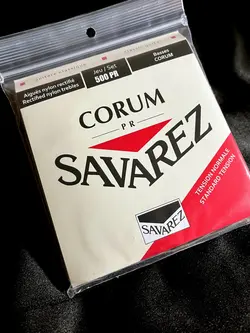 Aiguës nylon rectifié
Rectified nylon trebles
Jeu / Set
500 PR
Basses
CORUM
CORUM
PR
SAVAREZ
SAVAREZ
TENSION NORMALE
STANDARD TENSION